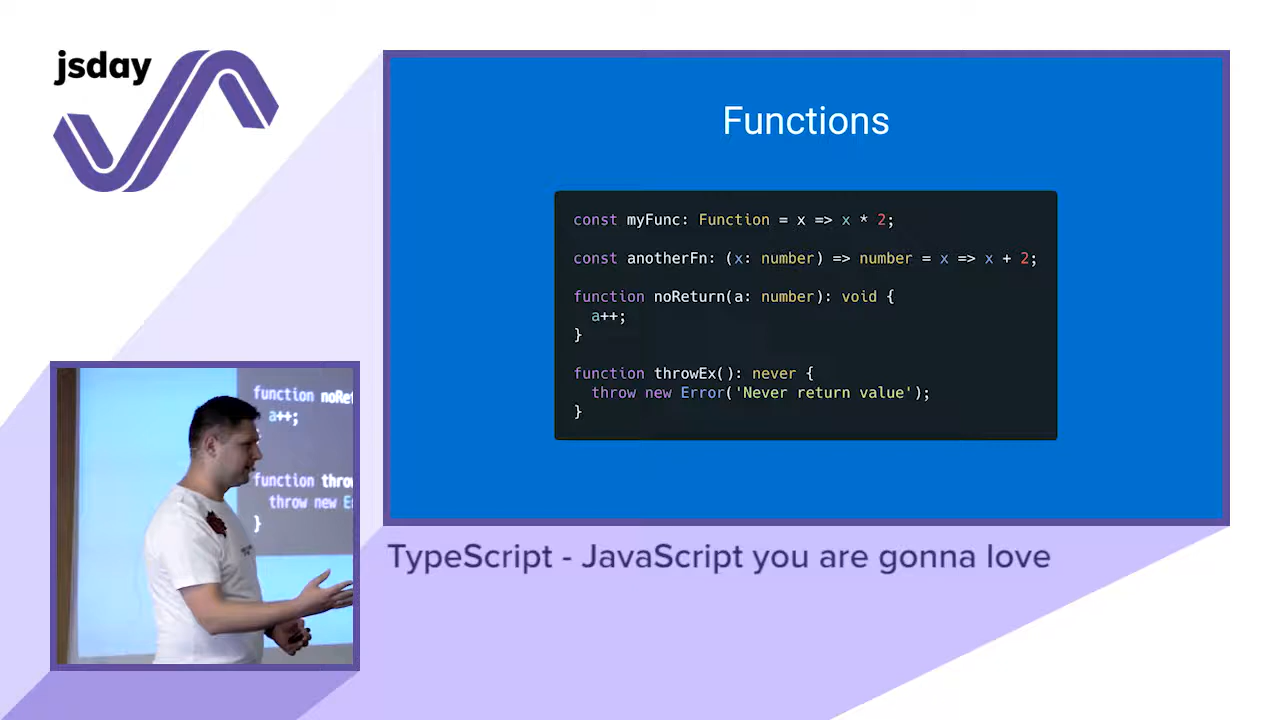 jsday
Functions
const myFunc: Function = x => x * 2;
const anotherFn: (x: number) => number = x => x + 2;
function noReturn(a: number): void {
  a++;
}
function throwEx(): never {
  throw new Error('Never return value');
}
function noRet
a++;
function throw
throw new E
}
TypeScript - JavaScript you are gonna love